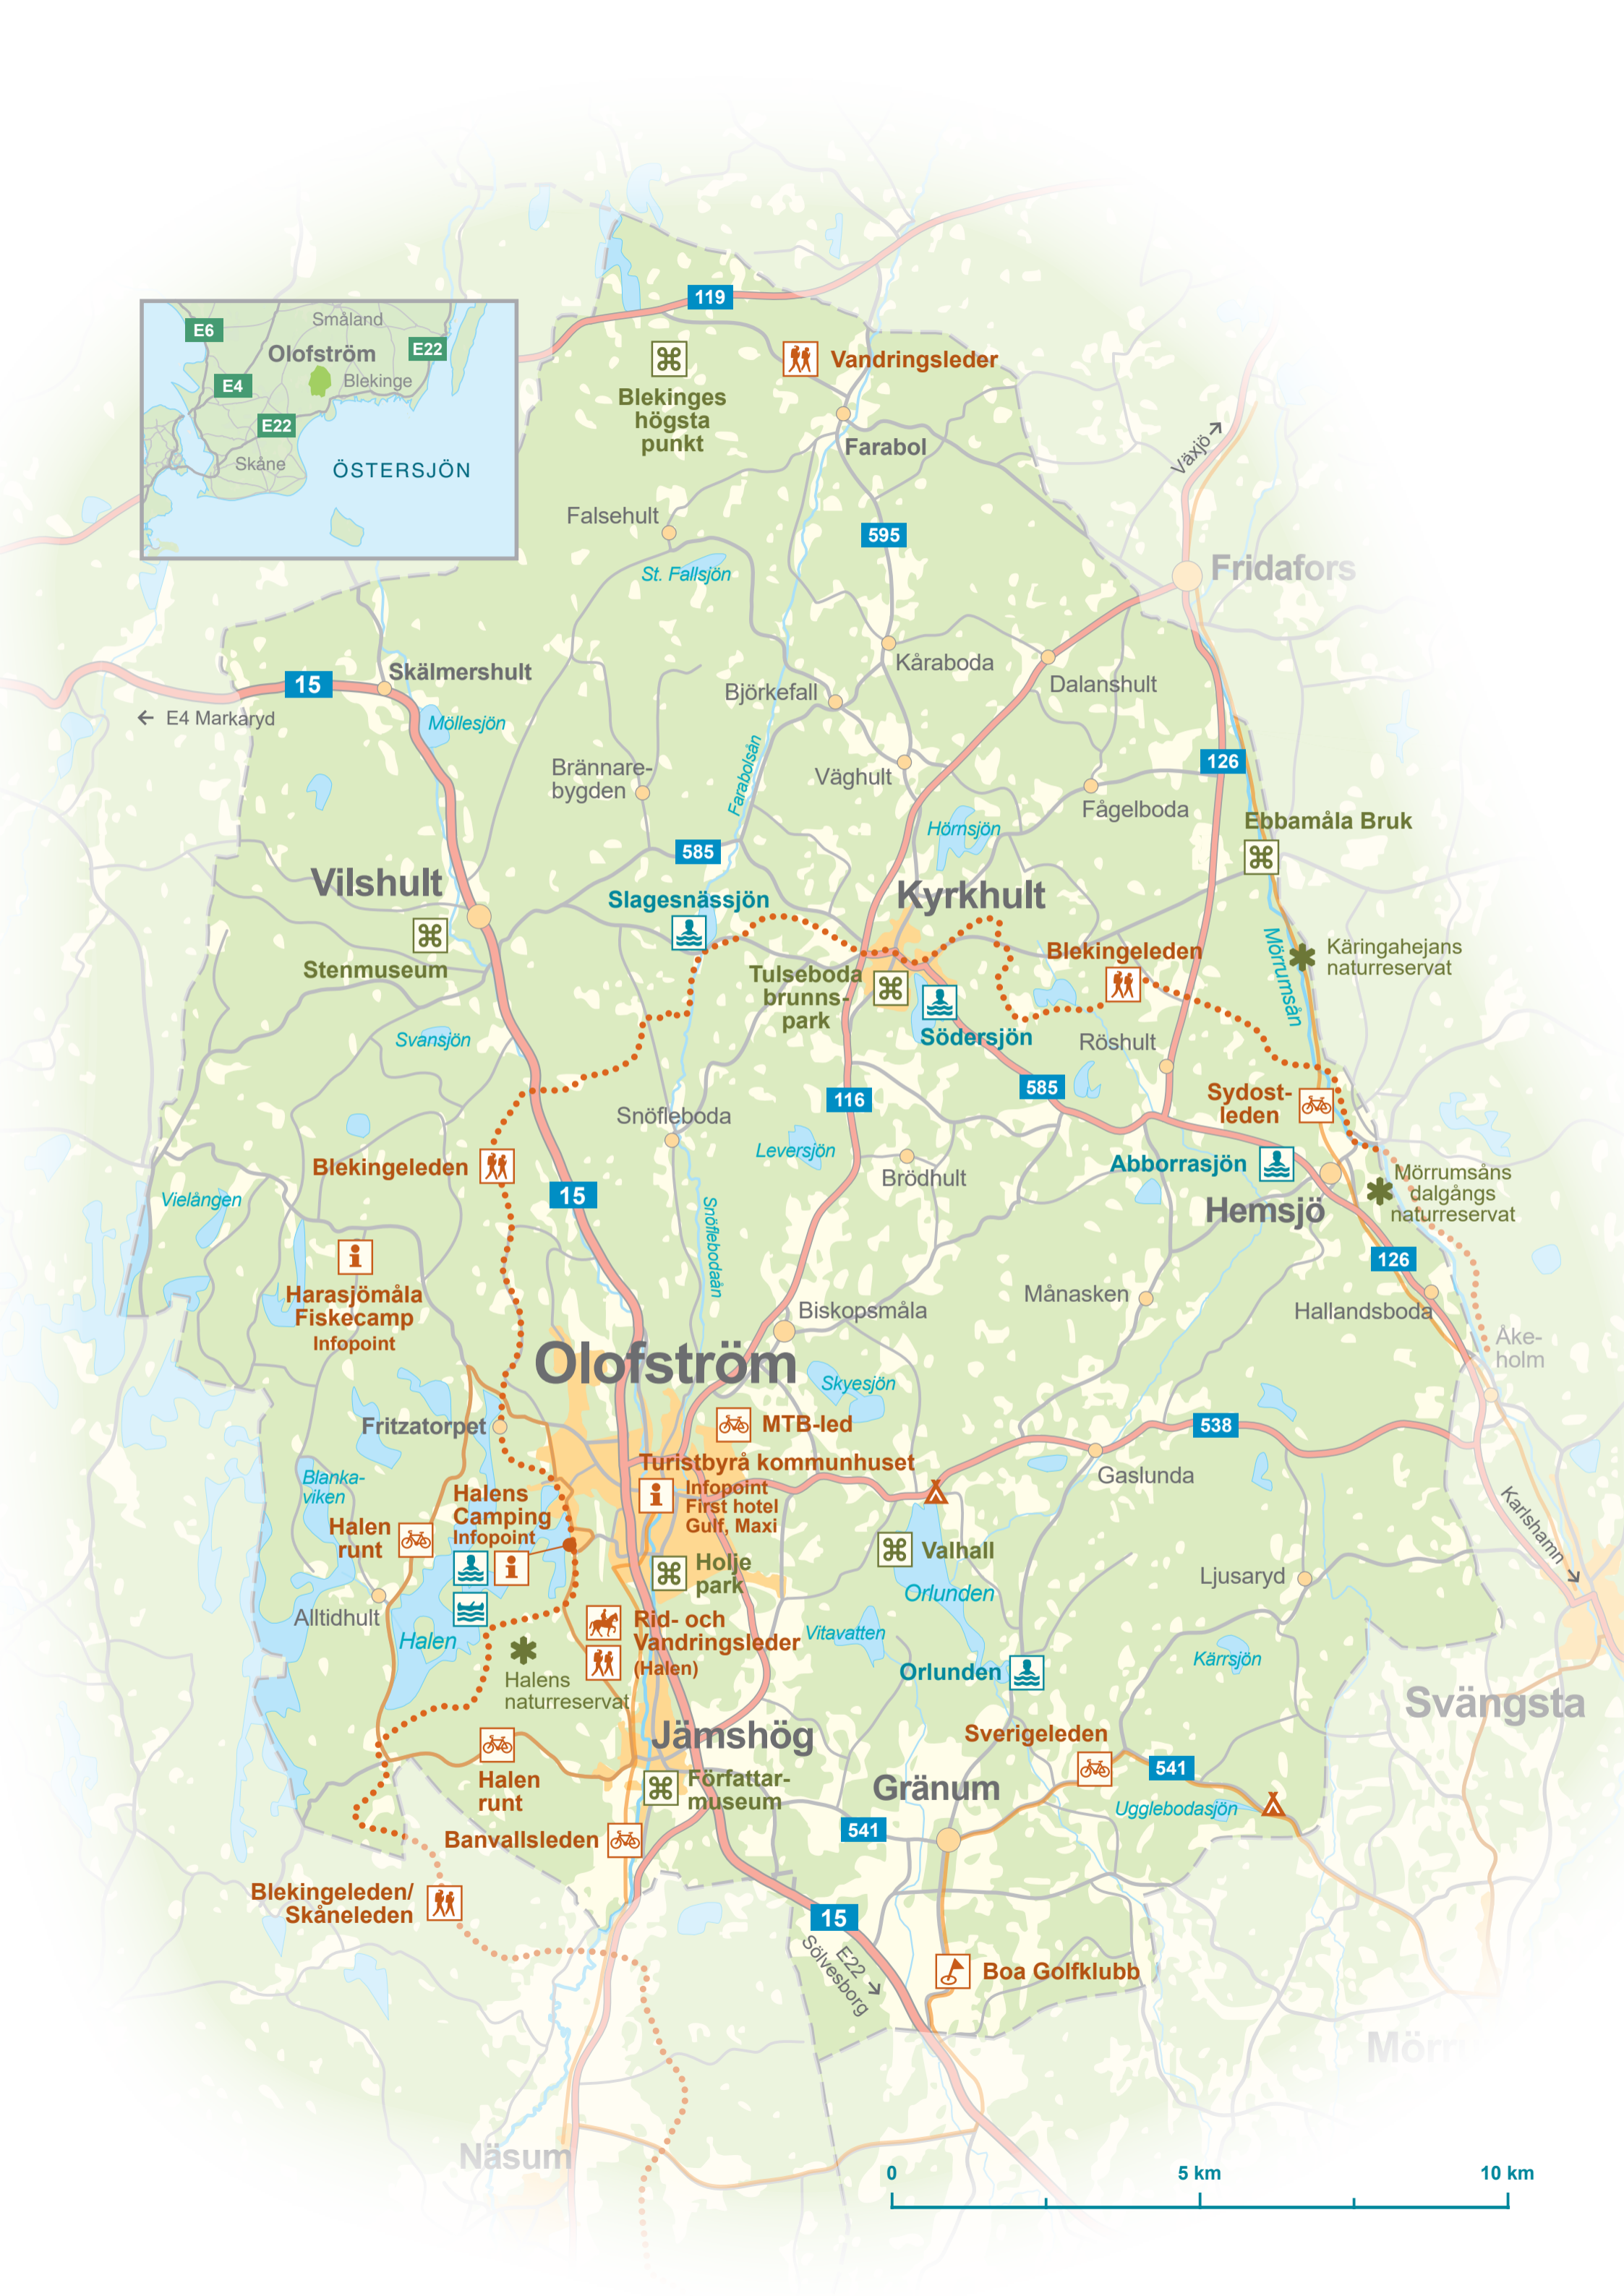 E6
Småland
Olofström
E22
E4
Blekinge
E22
Skåne
ÖSTERSJÖN
119
Blekinges
högsta
punkt
Vandringsleder
Farabol
Växjö
Falsehult
595
St. Fallsjön
Fridafors
Kåraboda
Skälmershult
15
E4 Markaryd
Möllesjön
Björkefall
Dalanshult
Brännare-
bygden
Farabolsån
Väghult
126
Fågelboda
Hörnsjön
Ebbamåla Bruk
585
Vilshult
Slagesnässjön
Kyrkhult
Stenmuseum
Blekingeleden
Mörrumsån
Käringahejans
naturreservat
Tulseboda
brunns-
park
Södersjön
Svansjön
Röshult
585
116
Sydost-
leden
Snöfleboda
Leversjön
Blekingeleden
Brödhult
Abborrasjön
Mörrumsåns
dalgångs
naturreservat
Vielången
15
Snöflebodaån
Hemsjö
126
Harasjömåla
Fiskecamp
Infopoint
Månasken
Biskopsmåla
Hallandsboda
Åke-
holm
Olofström
Skyesjön
Fritzatorpet
MTB-led
538
Turistbyrå kommunhuset
Infopoint
First hotel
Gulf, Maxi
Gaslunda
Blanka-
viken
Halens
Camping
Infopoint
Karlshamn
Halen
runt
Valhall
Holje
park
Orlunden
Ljusaryd
Alltidhult
Halen
Rid- och
Vandringsleder
(Halen)
Vitavatten
Kärrsjön
Orlunden
Halens
naturreservat
Svängsta
Jämshög
Sverigeleden
Halen
runt
Författar-
museum
Gränum
541
Ugglebodasjön
541
Banvallsleden
Blekingeleden/
Skåneleden
15
E22
Sölvesborg
Boa Golfklubb
Näsum
0
5 km
10 km